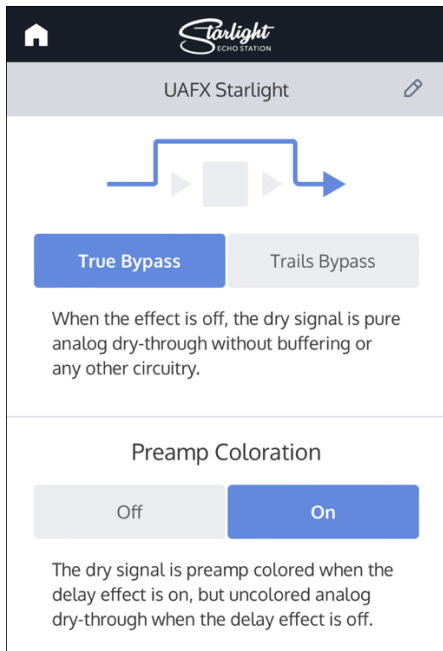 Starlight
ECHO STATION
UAFX Starlight
True Bypass
Trails Bypass
When the effect is off, the dry signal is pure
analog dry-through without buffering or
any other circuitry.
Preamp Coloration
Off
On
The dry signal is preamp colored when the
delay effect is on, but uncolored analog
dry-through when the delay effect is off.